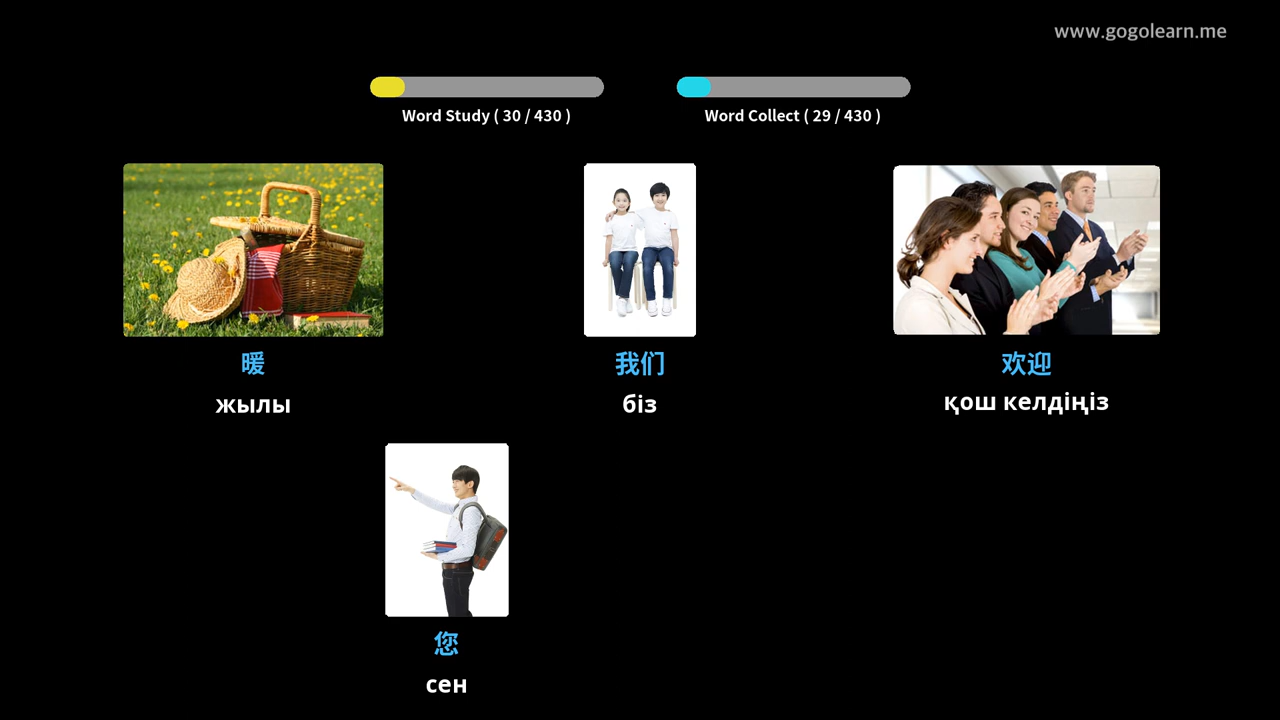 www.gogolearn.me
Word Study ( 30 / 430 )
Word Collect ( 29 / 430 )
暖
жылы
我们
біз
欢迎
қош келдіңіз
您
сен